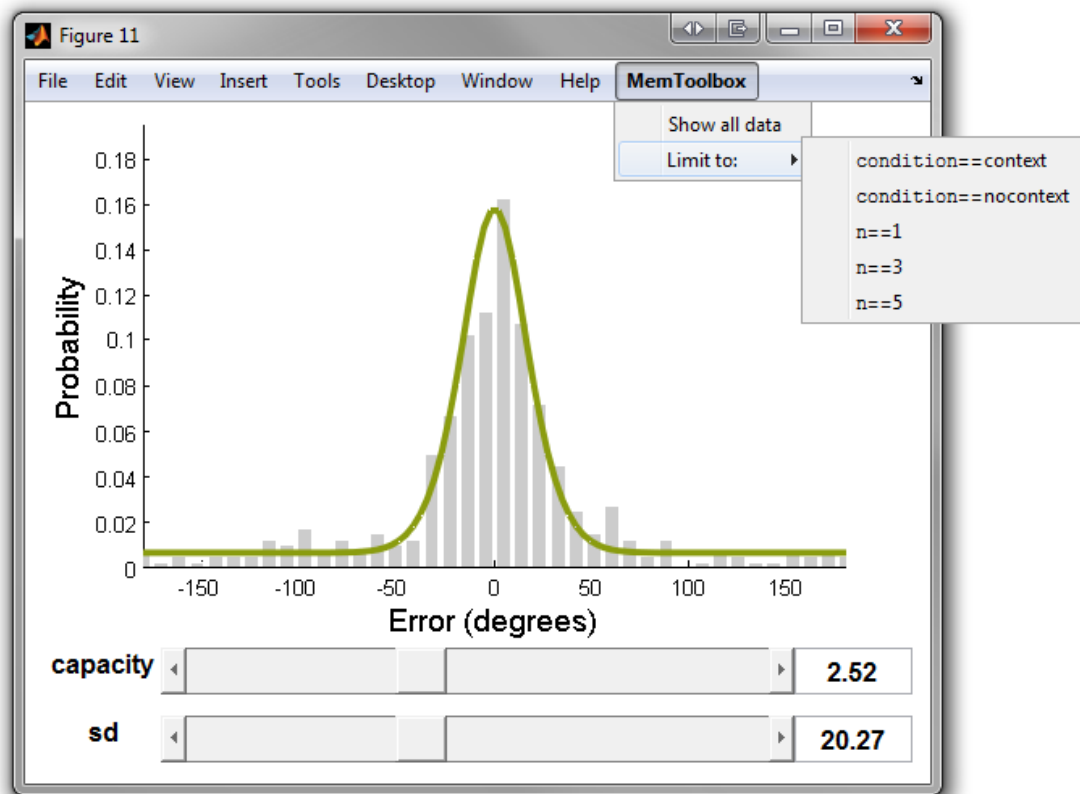 Figure 11
File Edit View Insert Tools Desktop Window Help MemToolbox
Show all data
Limit to:
condition==context
condition==nocontext
n==1
n==3
n==5
Probability
0.18
0.16
0.14
0.12
0.1
0.08
0.06
0.04
0.02
0
-150 -100 -50 0 50 100 150
Error (degrees)
capacity 2.52
sd 20.27